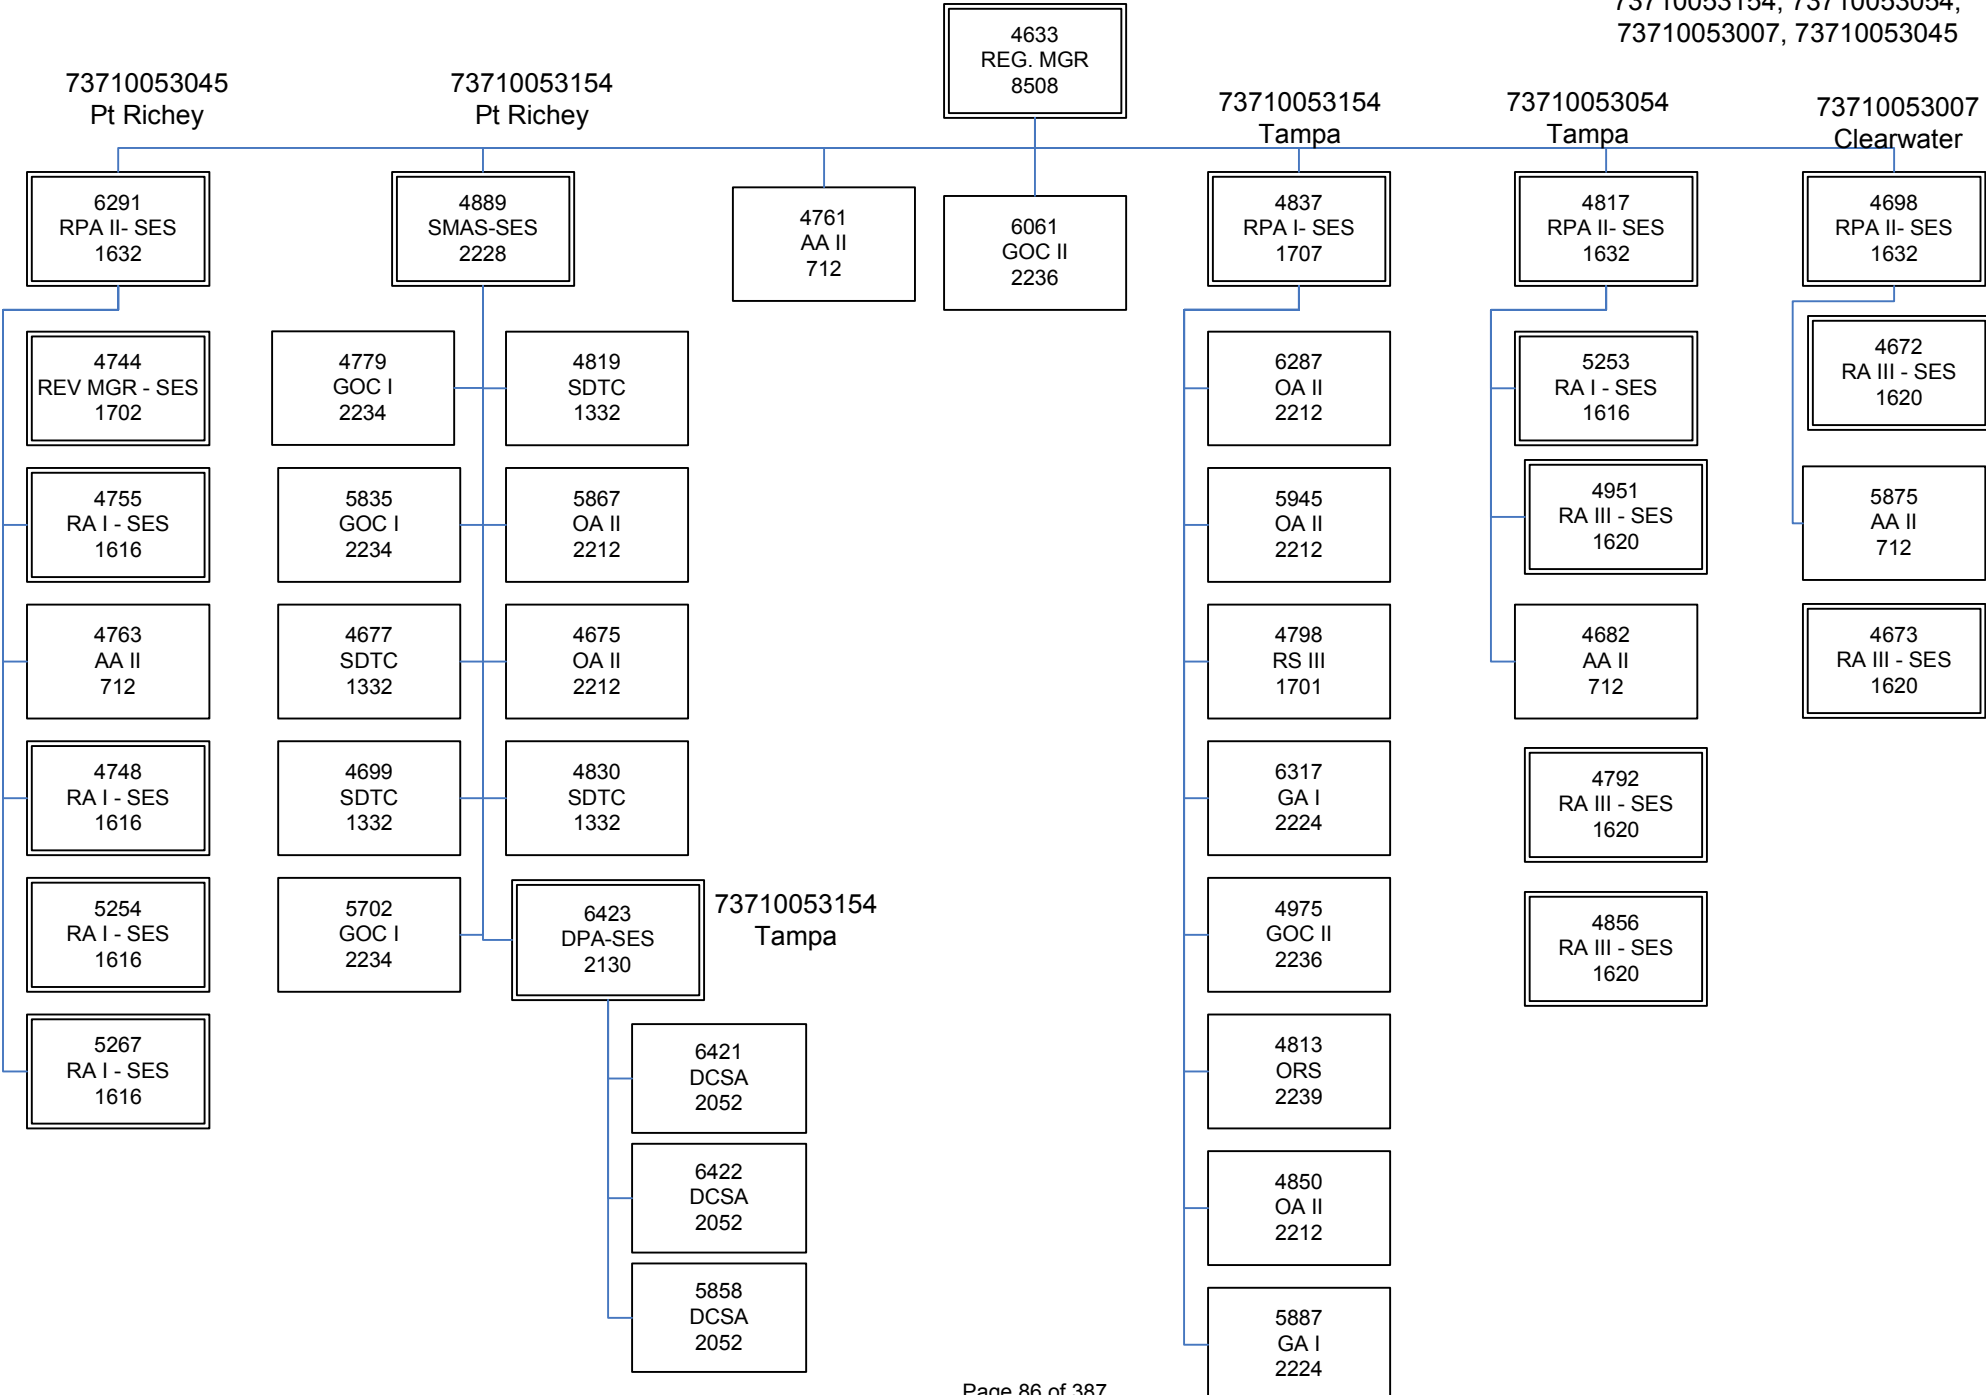 73710053154, 73710053054,
73710053007, 73710053045
4633
REG. MGR
8508
73710053045
Pt Richey
73710053154
Pt Richey
73710053154
Tampa
73710053054
Tampa
73710053007
Clearwater
6291
RPA II- SES
1632
4889
SMAS-SES
2228
4761
AA II
712
6061
GOC II
2236
4837
RPA I- SES
1707
4817
RPA II- SES
1632
4698
RPA II- SES
1632
4744
REV MGR - SES
1702
4755
RA I - SES
1616
4763
AA II
712
4748
RA I - SES
1616
5254
RA I - SES
1616
5267
RA I - SES
1616
4779
GOC I
2234
4819
SDTC
1332
5835
GOC I
2234
5867
OA II
2212
4677
SDTC
1332
4675
OA II
2212
4699
SDTC
1332
4830
SDTC
1332
5702
GOC I
2234
6423
DPA-SES
2130
73710053154
Tampa
6421
DCSA
2052
6422
DCSA
2052
5858
DCSA
2052
6287
OA II
2212
5945
OA II
2212
4798
RS III
1701
6317
GA I
2224
4975
GOC II
2236
4813
ORS
2239
4850
OA II
2212
5887
GA I
2224
5253
RA I - SES
1616
4951
RA III - SES
1620
4682
AA II
712
4792
RA III - SES
1620
4856
RA III - SES
1620
4672
RA III - SES
1620
5875
AA II
712
4673
RA III - SES
1620
Page 86 of 387